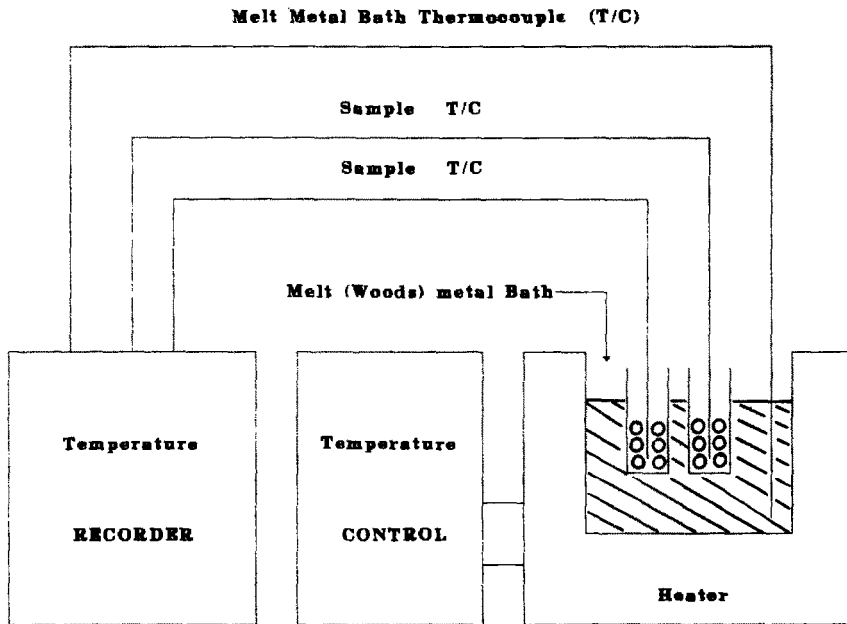 Melt Metal Bath Thermocouple (T/C)
Sample T/C
Sample T/C
Melt (Woods) metal Bath
Temperature
RECORDER
Temperature
CONTROL
Heater